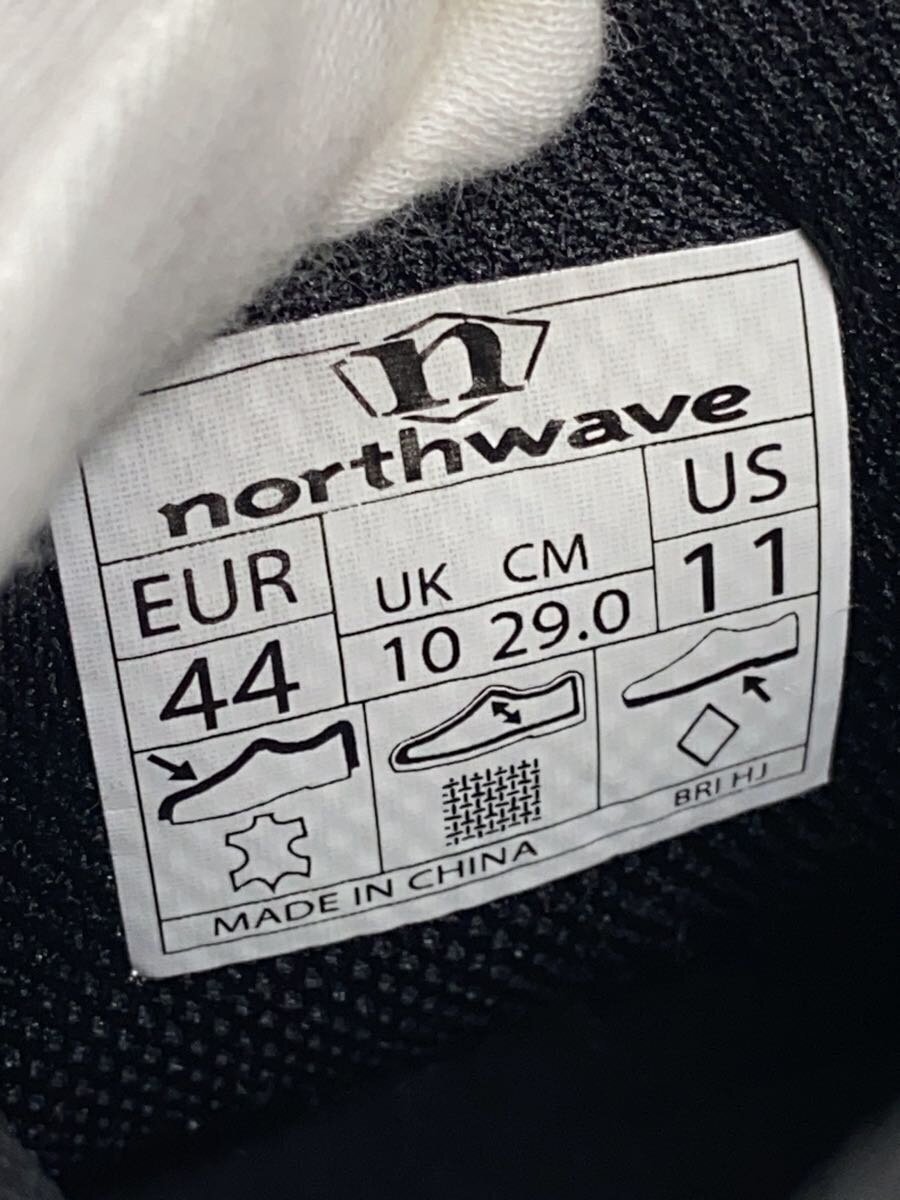 n
northwave
EUR UK CM US
44 10 29.0 11
BRI HJ
MADE IN CHINA